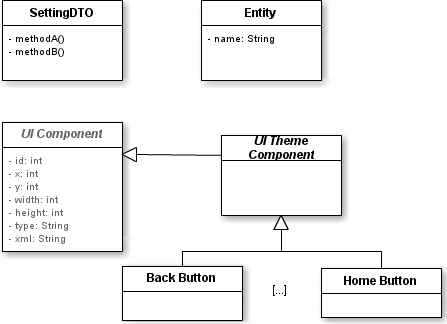 SettingDTO
- methodA()
- methodB()
Entity
- name: String
UI Component
- id: int
- x: int
- y: int
- width: int
- height: int
- type: String
- xml: String
UI Theme
Component
Back Button
[...]
Home Button